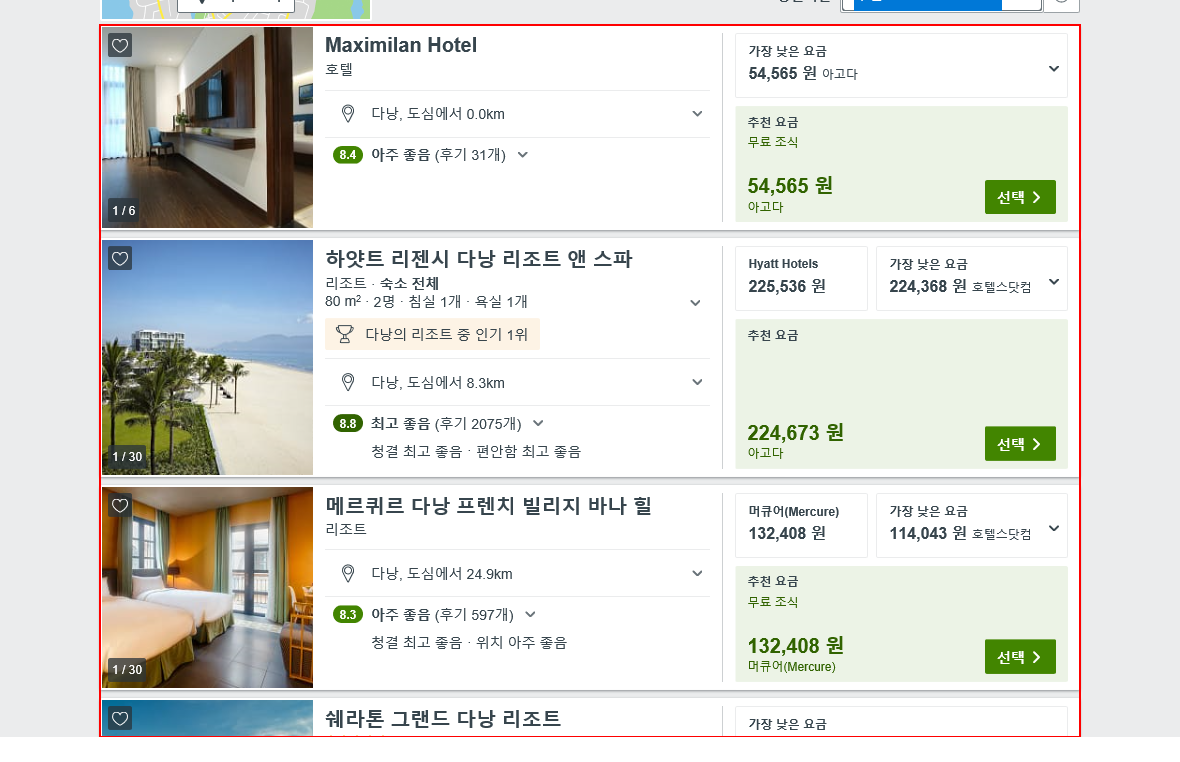 Maximilan Hotel
호텔
다낭, 도심에서 0.0km
8.4 아주 좋음 (후기 31개)
1 / 6
가장 낮은 요금
54,565 원 아고다
추천 요금
무료 조식
54,565 원
아고다
선택
하얏트 리젠시 다낭 리조트 앤 스파
리조트 · 숙소 전체
80 m² · 2명 · 침실 1개 · 욕실 1개
다낭의 리조트 중 인기 1위
다낭, 도심에서 8.3km
8.8 최고 좋음 (후기 2075개)
청결 최고 좋음 · 편안함 최고 좋음
1 / 30
Hyatt Hotels
225,536 원
가장 낮은 요금
224,368 원 호텔스닷컴
추천 요금
224,673 원
아고다
선택
메르퀴르 다낭 프렌치 빌리지 바나 힐
리조트
다낭, 도심에서 24.9km
8.3 아주 좋음 (후기 597개)
청결 최고 좋음 · 위치 아주 좋음
1 / 30
머큐어(Mercure)
132,408 원
가장 낮은 요금
114,043 원 호텔스닷컴
추천 요금
무료 조식
132,408 원
머큐어(Mercure)
선택
쉐라톤 그랜드 다낭 리조트
가장 낮은 요금